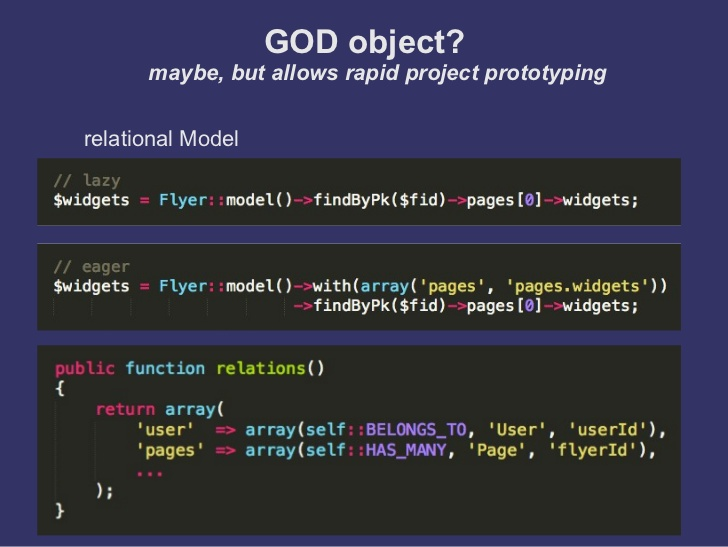 GOD object?
maybe, but allows rapid project prototyping
relational Model
// lazy
$widgets = Flyer::model()->findByPk($fid)->pages[0]->widgets;
// eager
$widgets = Flyer::model()->with(array('pages', 'pages.widgets'))
->findByPk($fid)->pages[0]->widgets;
public function relations()
{
return array(
'user' => array(self::BELONGS_TO, 'User', 'userId'),
'pages' => array(self::HAS_MANY, 'Page', 'flyerId'),
...
);
}